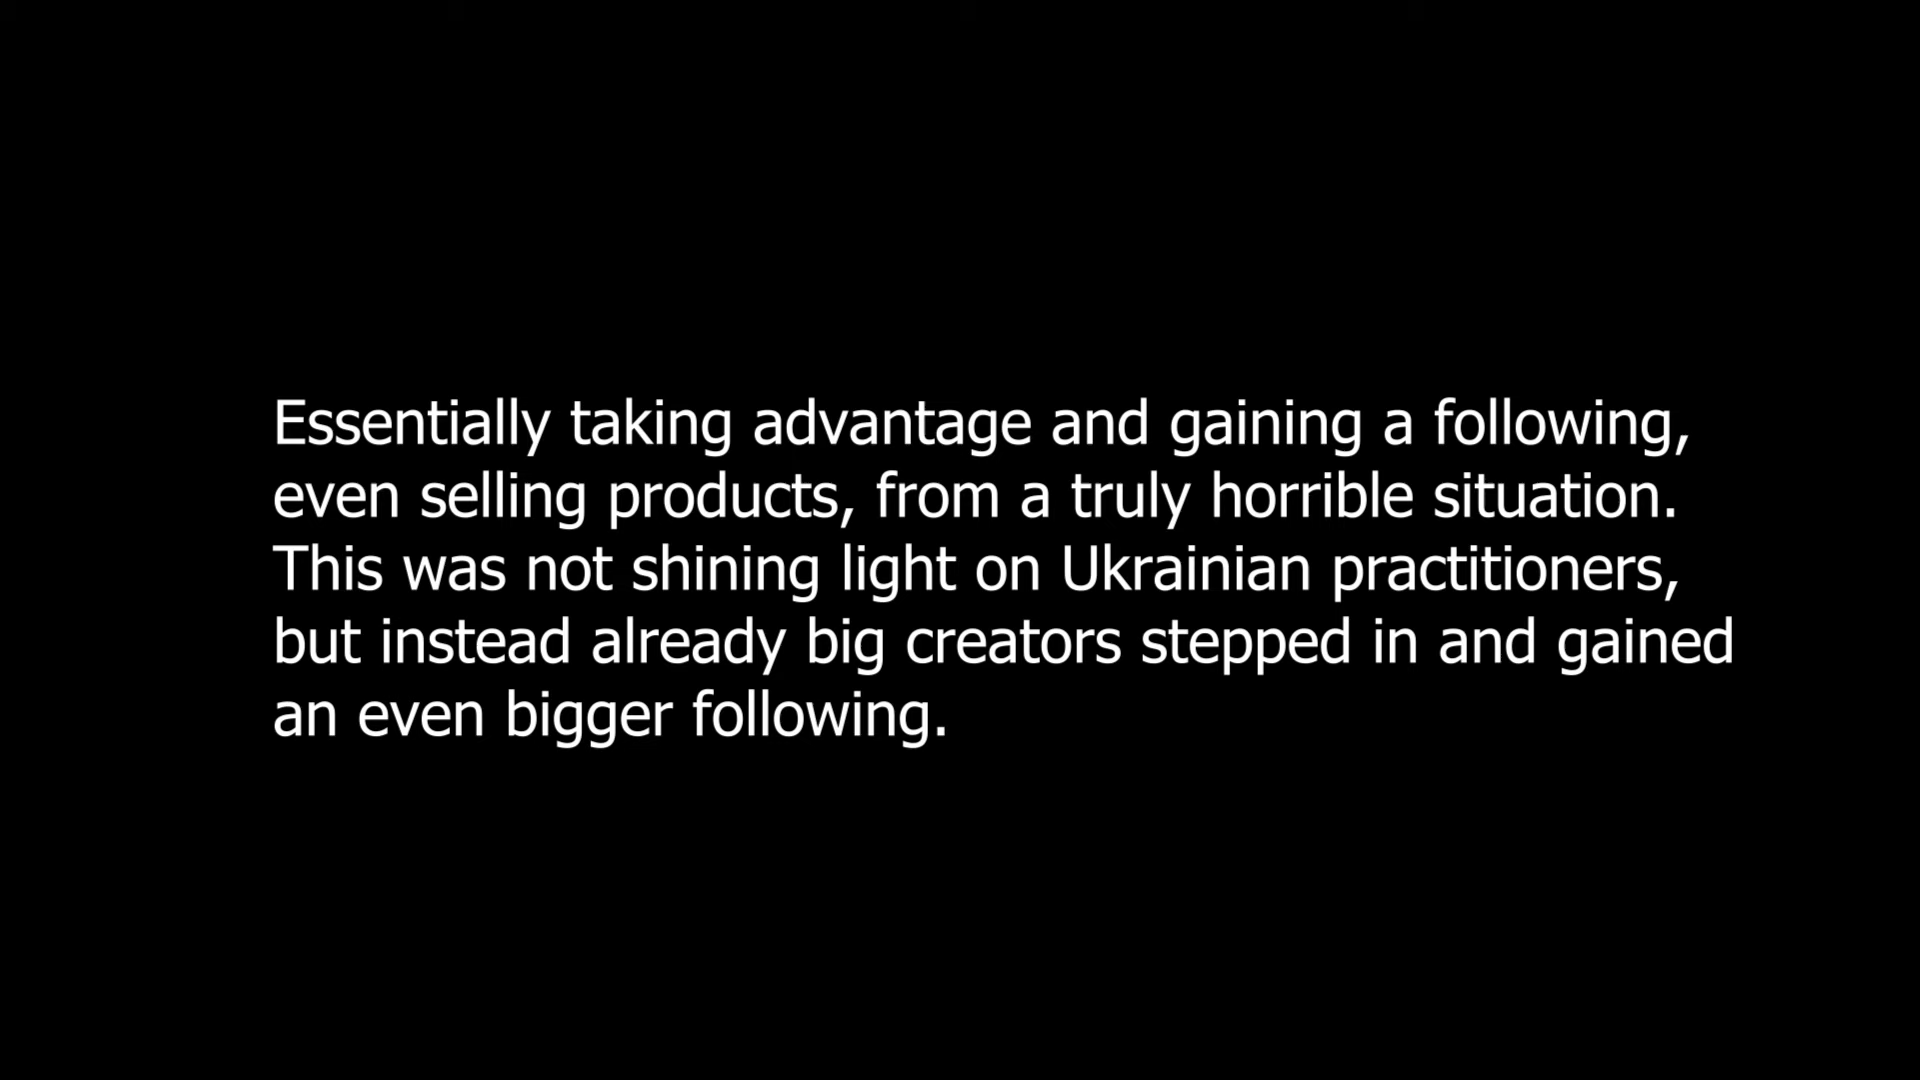 Essentially taking advantage and gaining a following,
even selling products, from a truly horrible situation.
This was not shining light on Ukrainian practitioners,
but instead already big creators stepped in and gained
an even bigger following.